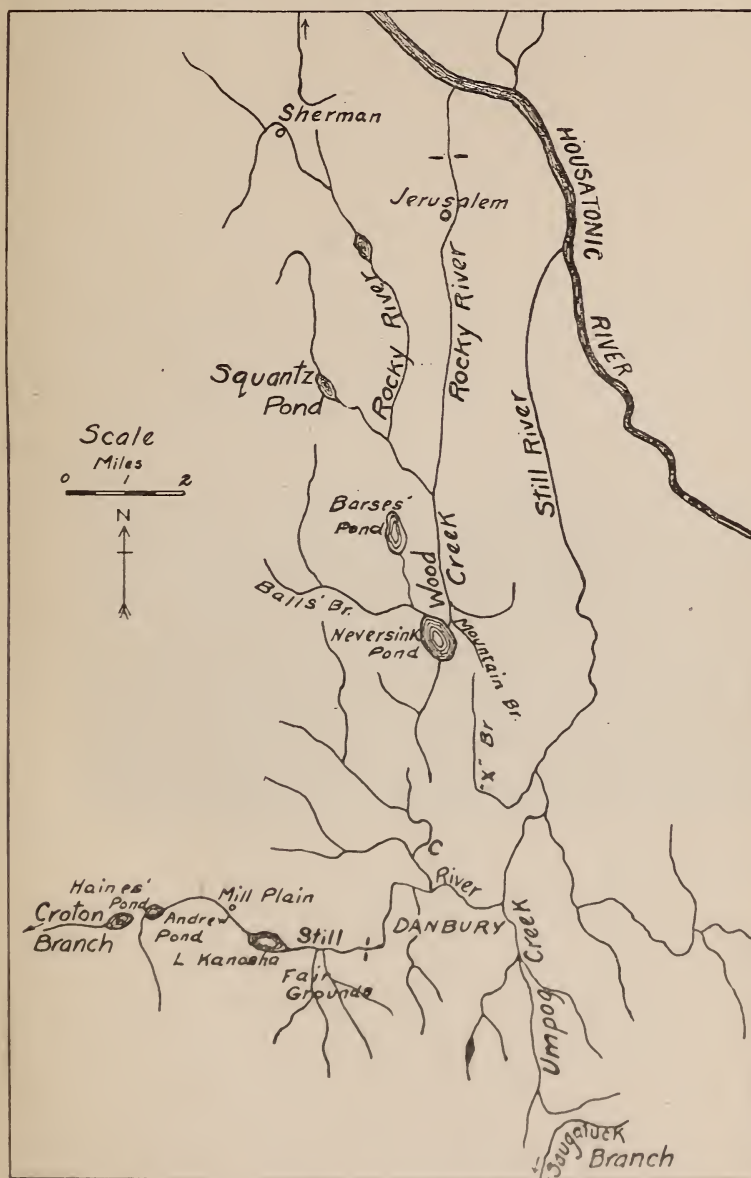 Sherman
HOUSATONIC
RIVER
Jerusalem
Rocky River
Rocky River
Squantz
Pond
Still River
Scale
Miles
0 1 2
N
Barses'
Pond
Wood
Creek
Balls' Br.
Neversink
Pond
Mountain Br.
"X" Br
C
River
Haines'
Pond
Mill Plain
Croton
Branch
Andrew
Pond
L Kanosha
Still
DANBURY
Fair
Grounds
Umpog Creek
Saugatuck
Branch